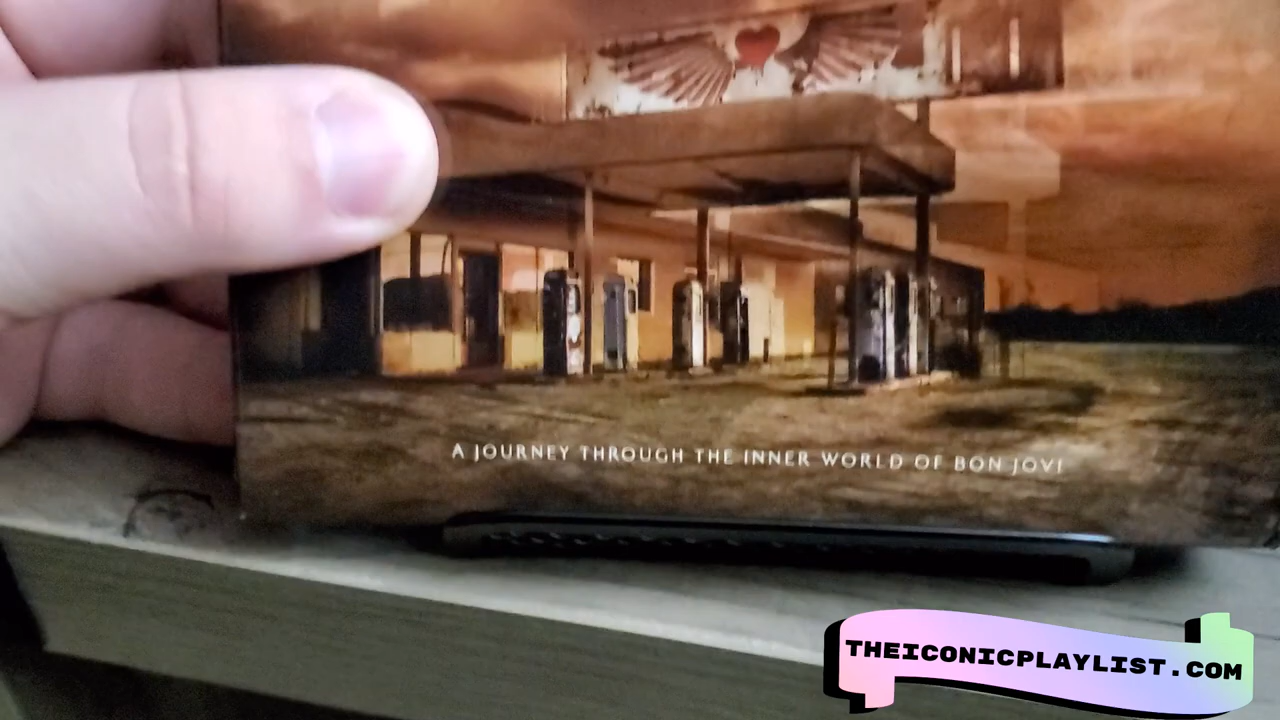 A JOURNEY THROUGH THE INNER WORLD OF BON JOVI
THEICONICPLAYLIST.COM